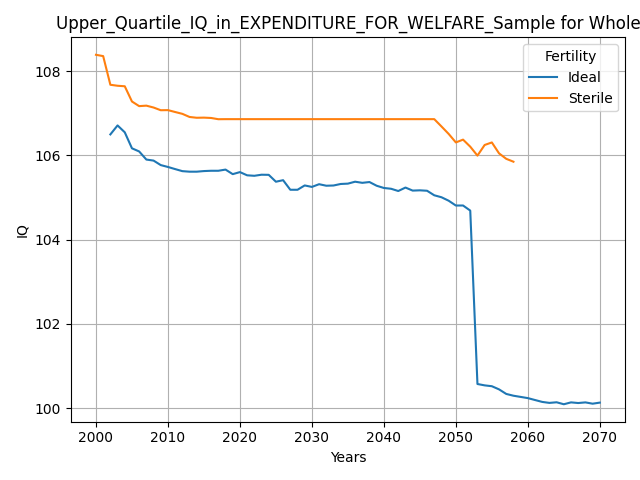 Upper_Quartile_IQ_in_EXPENDITURE_FOR_WELFARE_Sample for Whole
Fertility
Ideal
Sterile
IQ
108
106
104
102
100
2000 2010 2020 2030 2040 2050 2060 2070
Years